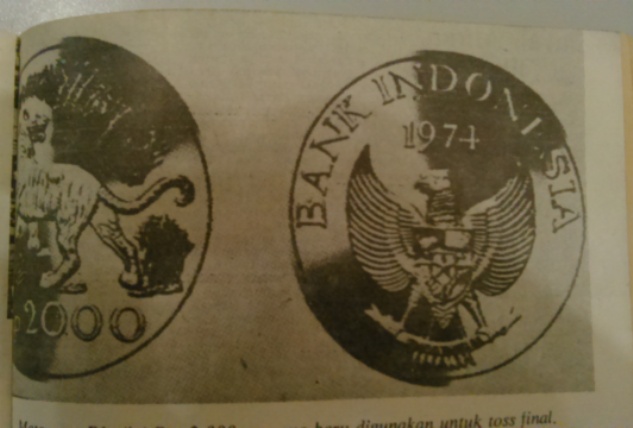 BANK INDONESIA
1974
2000
baru digunakan untuk toss final.